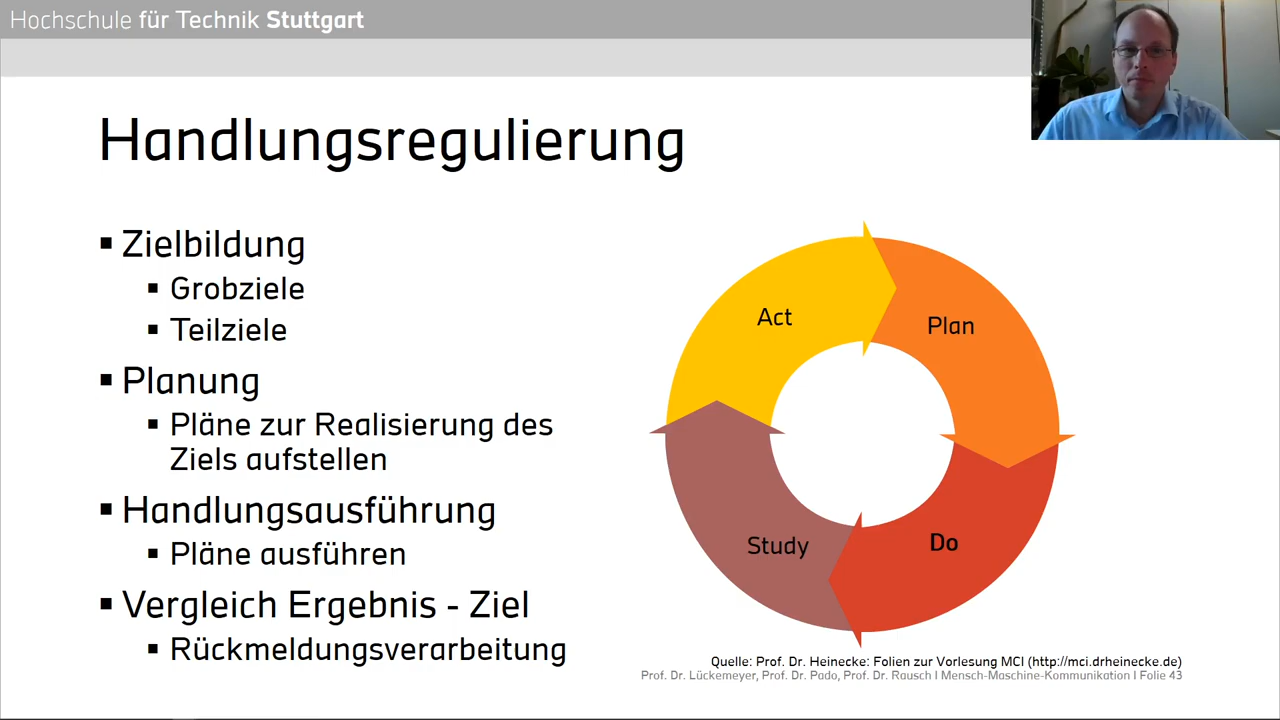 Hochschule für Technik Stuttgart
Handlungsregulierung
▪ Zielbildung
▪ Grobziele
▪ Teilziele
▪ Planung
▪ Pläne zur Realisierung des
Ziels aufstellen
▪ Handlungsausführung
▪ Pläne ausführen
▪ Vergleich Ergebnis - Ziel
▪ Rückmeldungsverarbeitung
Act
Plan
Study
Do
Quelle: Prof. Dr. Heinecke: Folien zur Vorlesung MCI (http://mci.drheinecke.de)
Prof. Dr. Lückemeyer, Prof. Dr. Pado, Prof. Dr. Rausch I Mensch-Maschine-Kommunikation I Folie 43